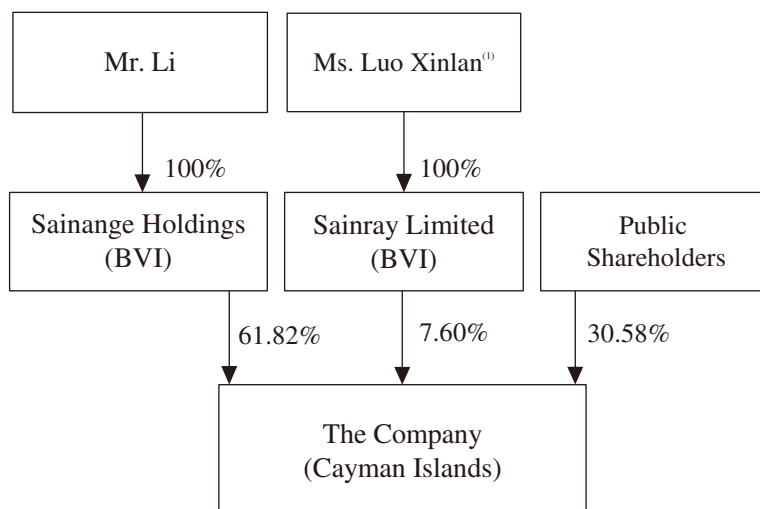 Mr. Li
Ms. Luo Xinlan(1)
100%
100%
Sainange Holdings
(BVI)
Sainray Limited
(BVI)
Public
Shareholders
61.82%
7.60%
30.58%
The Company
(Cayman Islands)